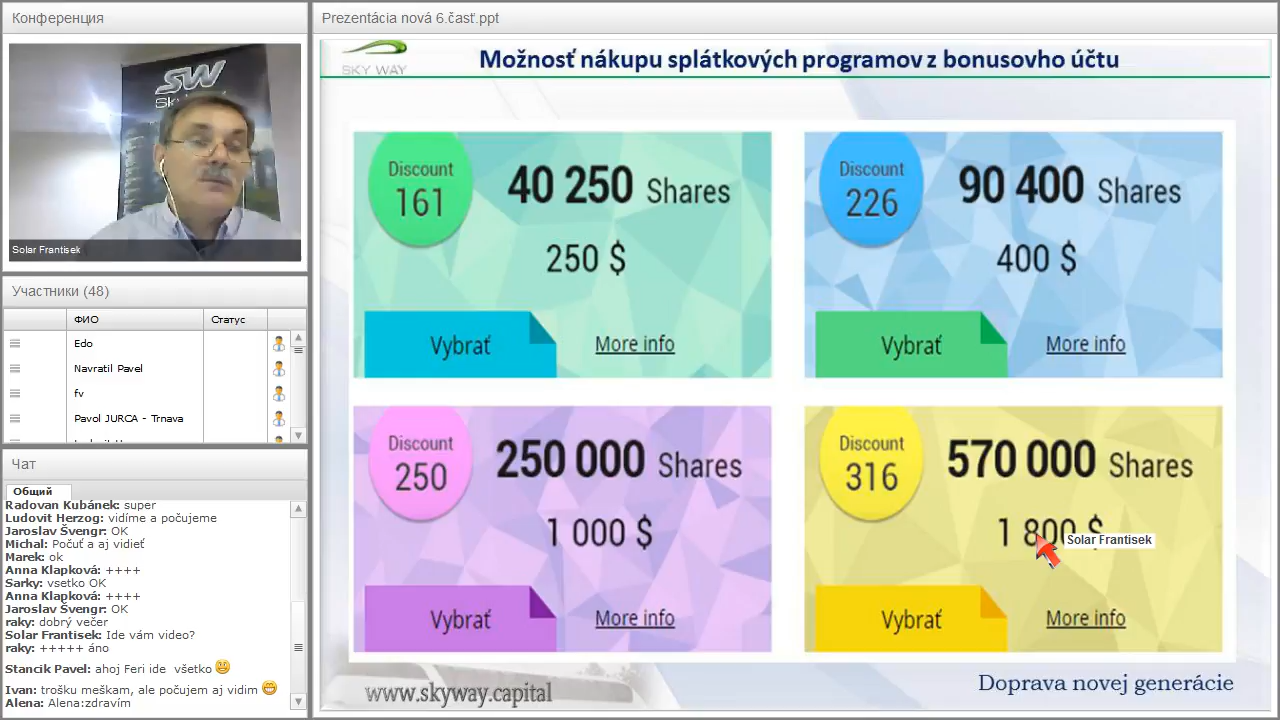 Конференция
SW
Sky
Solar Frantisek
Участники (48)
ФИО Статус
Edo
Navratil Pavel
fv
Pavol JURCA - Trnava
Чат
Общий
Radovan Kubánek: super
Ludovit Herzog: vidíme a počujeme
Jaroslav Švengr: OK
Michal: Počuť a aj vidieť
Marek: ok
Anna Klapková: ++++
Sarky: vsetko OK
Anna Klapková: ++++
Jaroslav Švengr: OK
raky: dobrý večer
Solar Frantisek: Ide vám video?
raky: +++++ áno
Stancik Pavel: ahoj Feri ide všetko
Ivan: trošku meškam, ale počujem aj vidim
Alena: Alena:zdravím
Prezentácia nová 6.časť.ppt
SKY WAY
Možnosť nákupu splátkových programov z bonusovho účtu
Discount
161
40 250 Shares
250 $
Vybrať
More info
Discount
226
90 400 Shares
400 $
Vybrať
More info
Discount
250
250 000 Shares
1 000 $
Vybrať
More info
Discount
316
570 000 Shares
1 800 $
Solar Frantisek
Vybrať
More info
www.skyway.capital
Doprava novej generácie